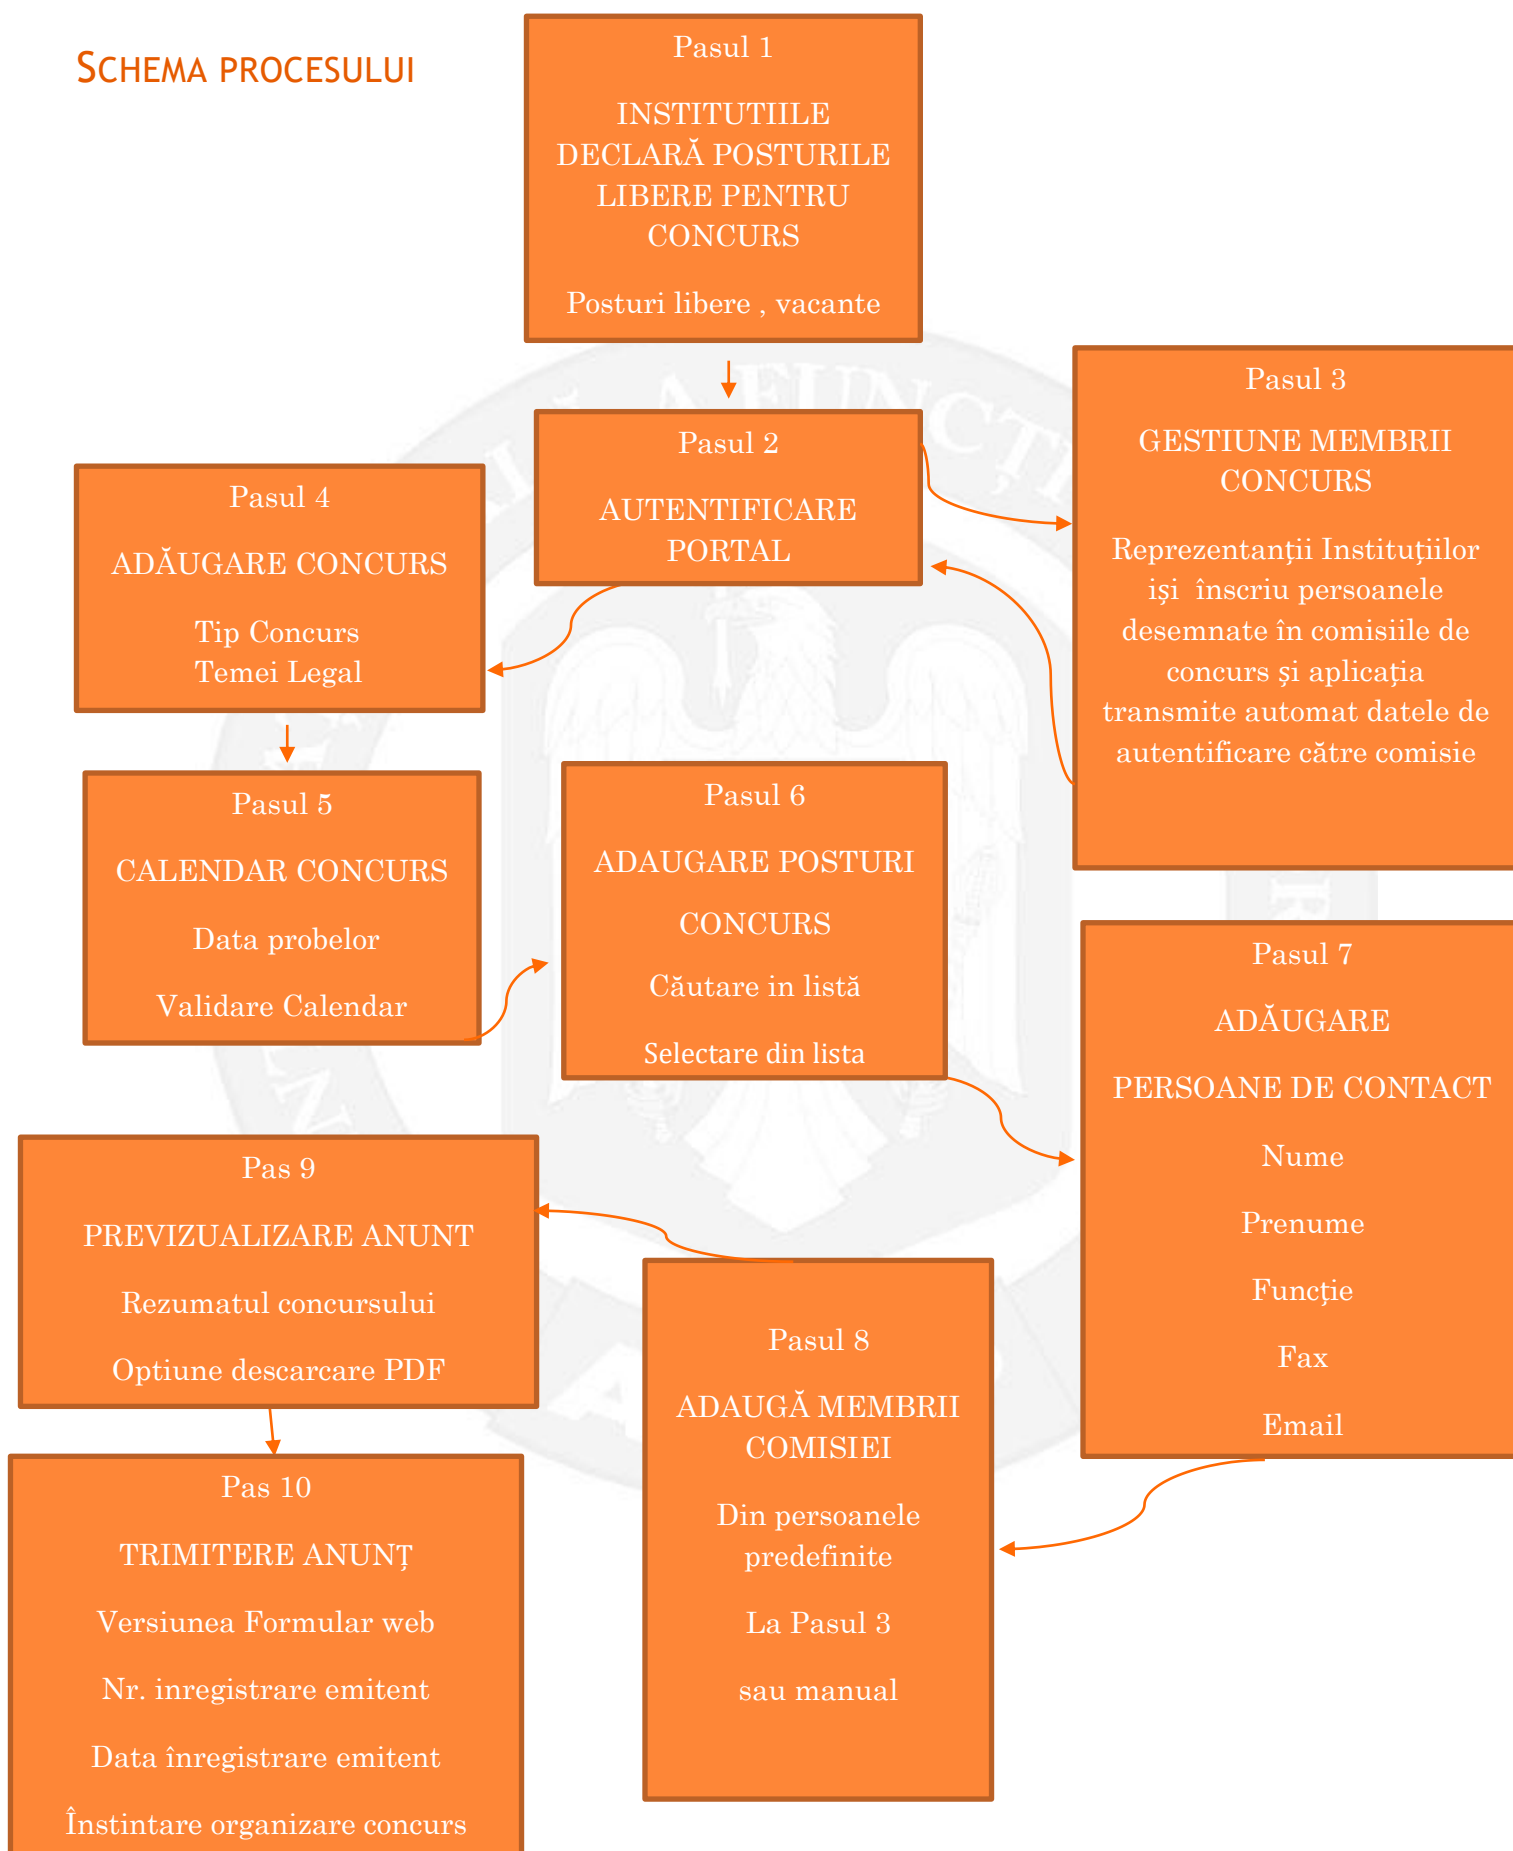 SCHEMA PROCESULUI
Pasul 1
INSTITUTIILE
DECLARĂ POSTURILE
LIBERE PENTRU
CONCURS
Posturi libere , vacante
Pasul 2
AUTENTIFICARE
PORTAL
Pasul 3
GESTIUNE MEMBRII
CONCURS
Reprezentanții Instituțiilor
iși înscriu persoanele
desemnate în comisiile de
concurs și aplicația
transmite automat datele de
autentificare către comisie
Pasul 4
ADĂUGARE CONCURS
Tip Concurs
Temei Legal
Pasul 5
CALENDAR CONCURS
Data probelor
Validare Calendar
Pasul 6
ADAUGARE POSTURI
CONCURS
Căutare in listă
Selectare din lista
Pasul 7
ADĂUGARE
PERSOANE DE CONTACT
Nume
Prenume
Funcție
Fax
Email
Pasul 8
ADAUGĂ MEMBRII
COMISIEI
Din persoanele
predefinite
La Pasul 3
sau manual
Pas 9
PREVIZUALIZARE ANUNT
Rezumatul concursului
Optiune descarcare PDF
Pas 10
TRIMITERE ANUNȚ
Versiunea Formular web
Nr. inregistrare emitent
Data înregistrare emitent
Înstintare organizare concurs